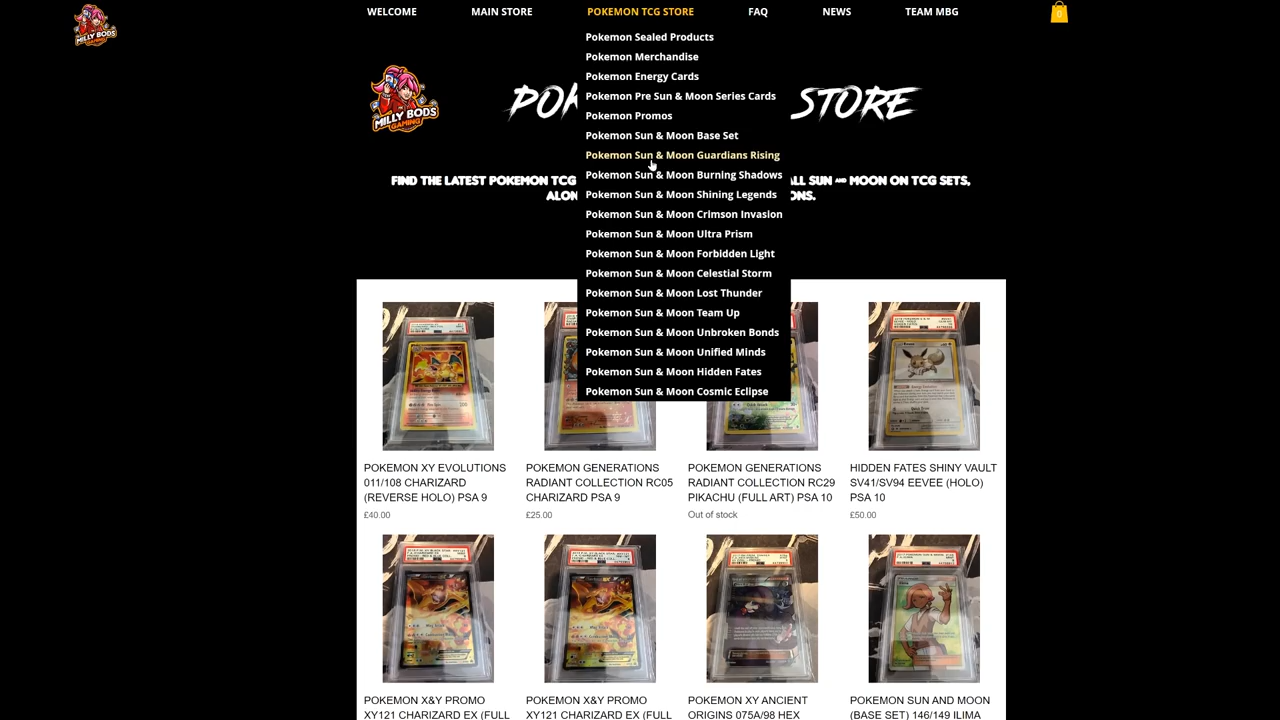 WELCOME MAIN STORE POKEMON TCG STORE FAQ NEWS TEAM MBG 0
MILLY BODS
GAMING
Pokemon Sealed Products
Pokemon Merchandise
Pokemon Energy Cards
Pokemon Pre Sun & Moon Series Cards
Pokemon Promos
Pokemon Sun & Moon Base Set
Pokemon Sun & Moon Guardians Rising
Pokemon Sun & Moon Burning Shadows
Pokemon Sun & Moon Shining Legends
Pokemon Sun & Moon Crimson Invasion
Pokemon Sun & Moon Ultra Prism
Pokemon Sun & Moon Forbidden Light
Pokemon Sun & Moon Celestial Storm
Pokemon Sun & Moon Lost Thunder
Pokemon Sun & Moon Team Up
Pokemon Sun & Moon Unbroken Bonds
Pokemon Sun & Moon Unified Minds
Pokemon Sun & Moon Hidden Fates
Pokemon Sun & Moon Cosmic Eclipse
MILLY BODS
GAMING
POK STORE
FIND THE LATEST POKEMON TCG ALL SUN AND MOON ON TCG SETS,
ALON ONS.
POKEMON XY EVOLUTIONS
011/108 CHARIZARD
(REVERSE HOLO) PSA 9
£40.00
POKEMON GENERATIONS
RADIANT COLLECTION RC05
CHARIZARD PSA 9
£25.00
POKEMON GENERATIONS
RADIANT COLLECTION RC29
PIKACHU (FULL ART) PSA 10
Out of stock
HIDDEN FATES SHINY VAULT
SV41/SV94 EEVEE (HOLO)
PSA 10
£50.00
POKEMON X&Y PROMO
XY121 CHARIZARD EX (FULL
POKEMON X&Y PROMO
XY121 CHARIZARD EX (FULL
POKEMON XY ANCIENT
ORIGINS 075A/98 HEX
POKEMON SUN AND MOON
(BASE SET) 146/149 ILIMA